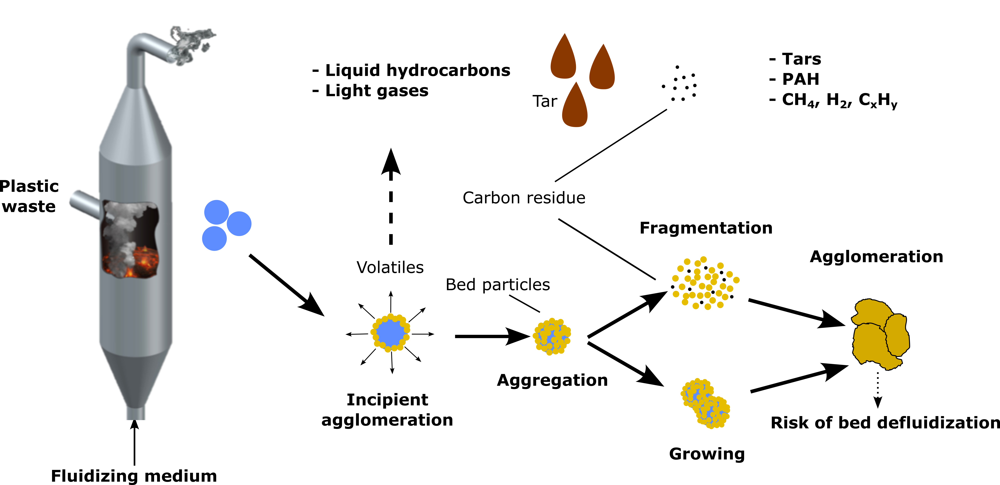 - Liquid hydrocarbons
- Light gases
Tar
- Tars
- PAH
- CH₄, H₂, CₓHᵧ
Plastic
waste
Carbon residue
Fragmentation
Agglomeration
Volatiles
Bed particles
Aggregation
Incipient
agglomeration
Risk of bed defluidization
Growing
Fluidizing medium